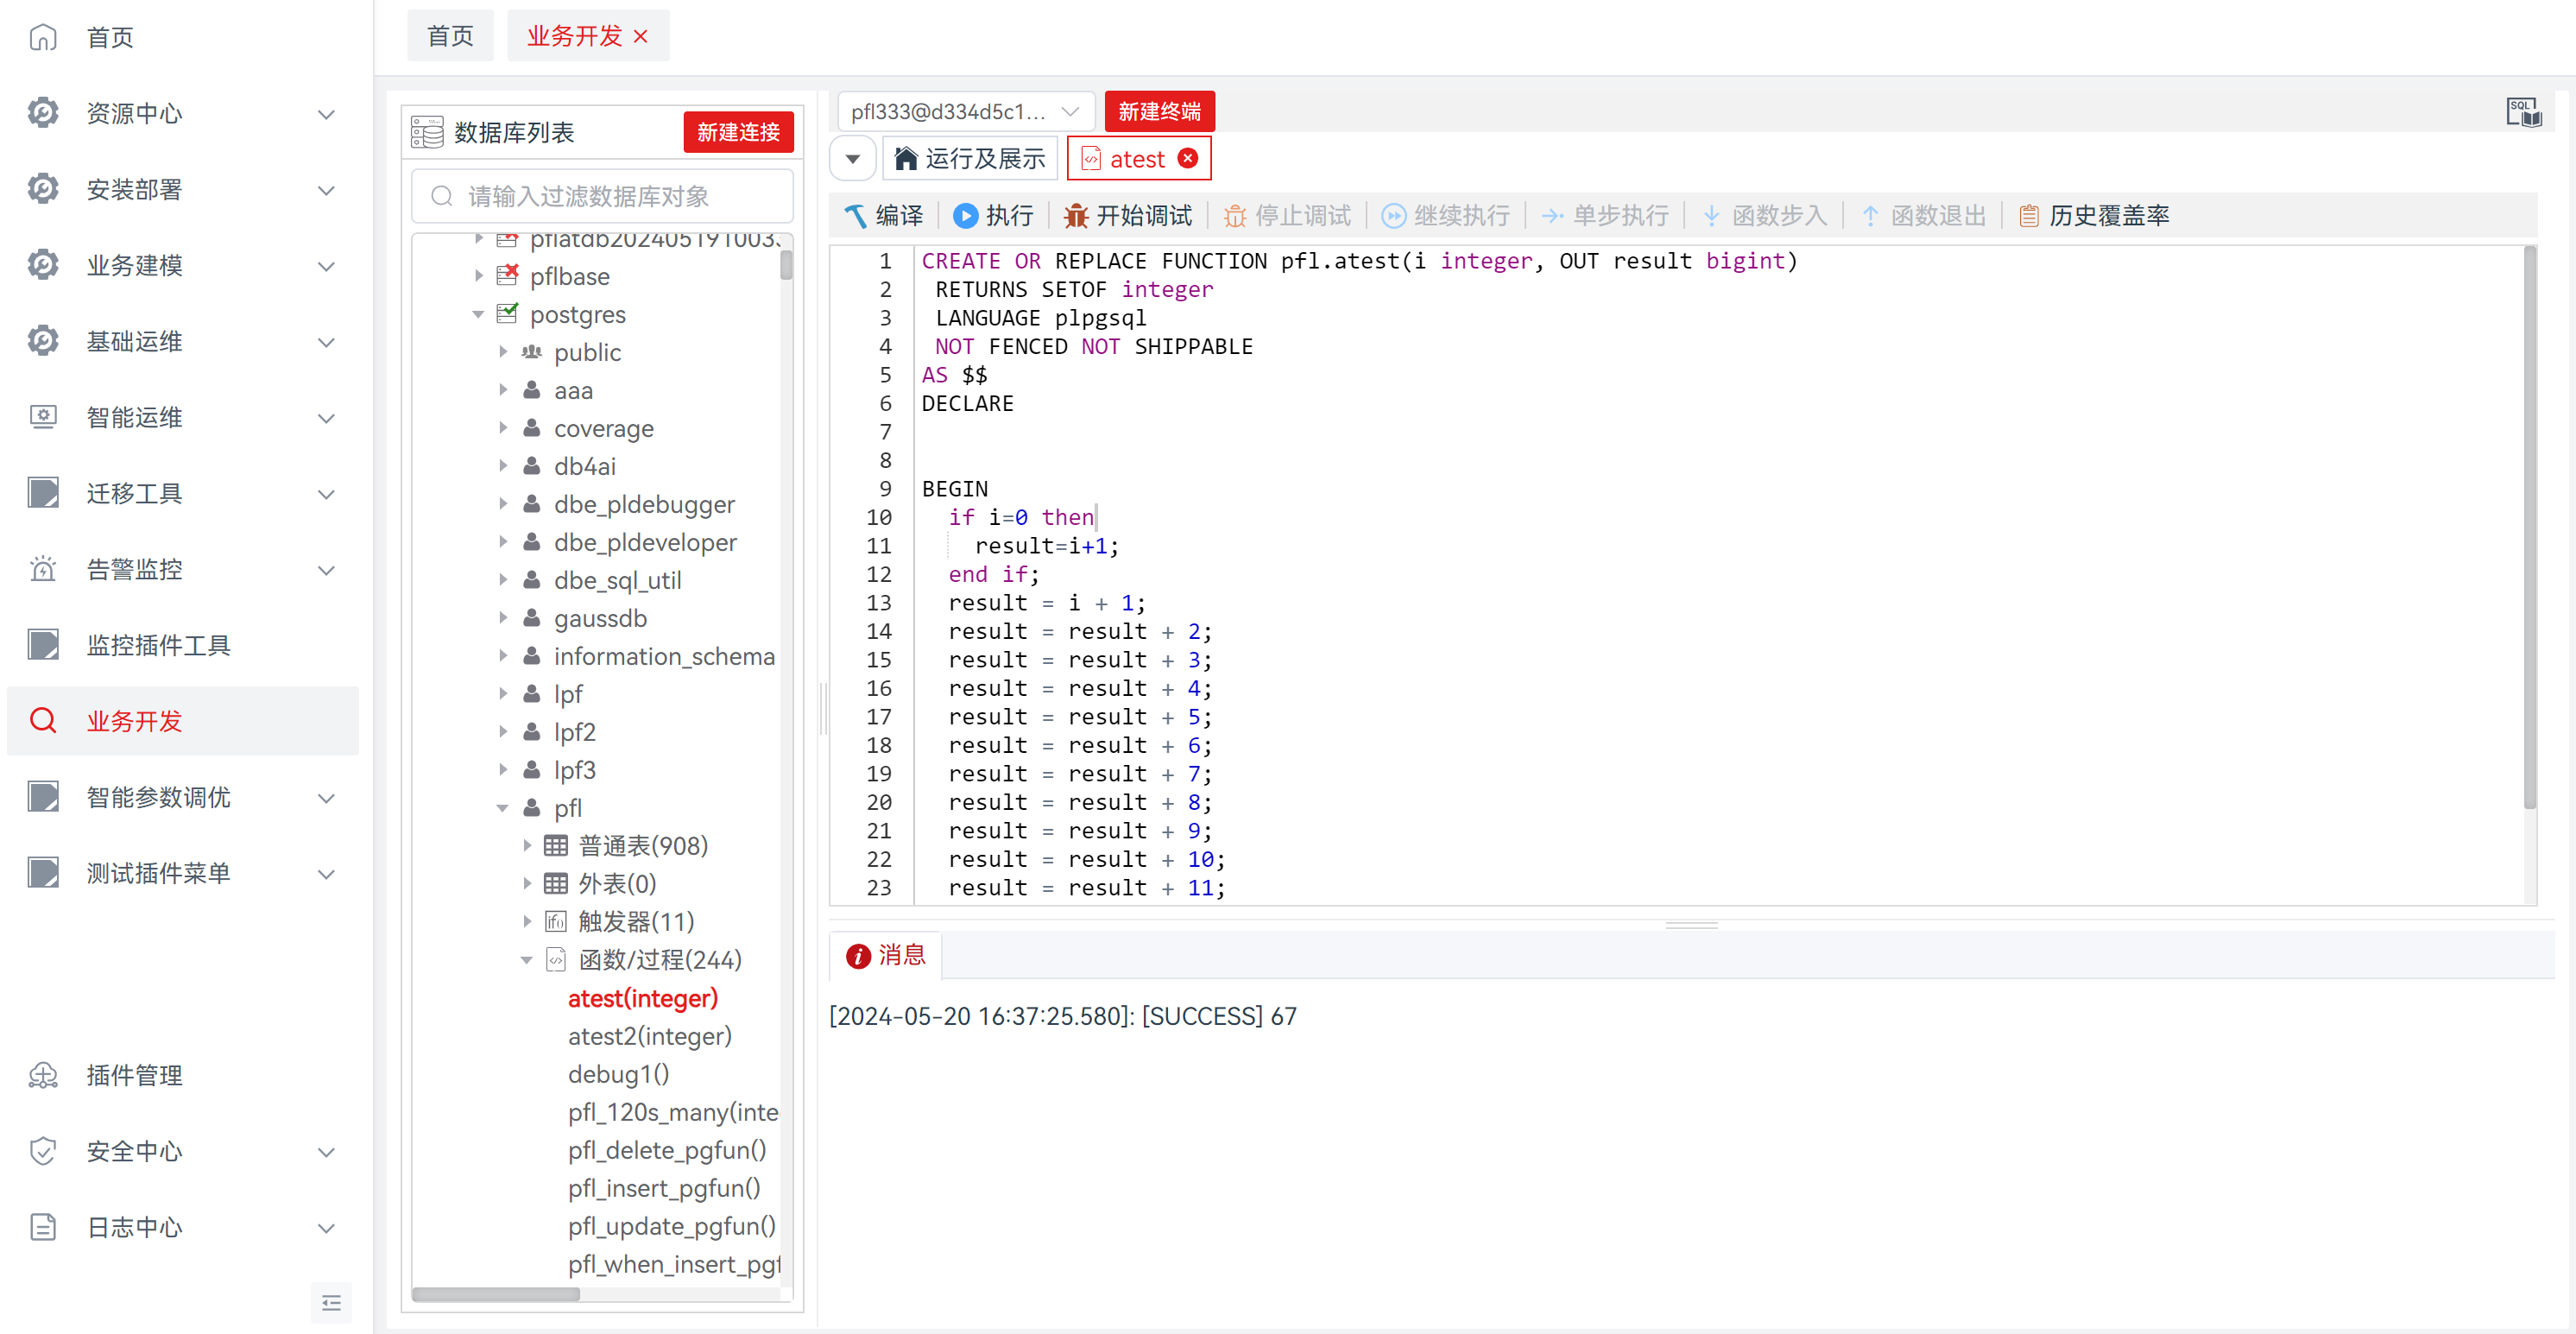 首页
资源中心
安装部署
业务建模
基础运维
智能运维
迁移工具
告警监控
监控插件工具
业务开发
智能参数调优
测试插件菜单
插件管理
安全中心
日志中心
首页
业务开发
数据库列表
新建连接
请输入过滤数据库对象
pflatdb2024051910033
pflbase
postgres
public
aaa
coverage
db4ai
dbe_pldebugger
dbe_pldeveloper
dbe_sql_util
gaussdb
information_schema
lpf
lpf2
lpf3
pfl
普通表(908)
外表(0)
触发器(11)
函数/过程(244)
atest(integer)
atest2(integer)
debug1()
pfl_120s_many(inte
pfl_delete_pgfun()
pfl_insert_pgfun()
pfl_update_pgfun()
pfl_when_insert_pgf
pfl333@d334d5c1...
新建终端
SQL
运行及展示
atest
编译 执行 开始调试 停止调试 继续执行 单步执行 函数步入 函数退出 历史覆盖率
1 CREATE OR REPLACE FUNCTION pfl.atest(i integer, OUT result bigint)
2 RETURNS SETOF integer
3 LANGUAGE plpgsql
4 NOT FENCED NOT SHIPPABLE
5 AS $$
6 DECLARE
7
8
9 BEGIN
10 if i=0 then
11 result=i+1;
12 end if;
13 result = i + 1;
14 result = result + 2;
15 result = result + 3;
16 result = result + 4;
17 result = result + 5;
18 result = result + 6;
19 result = result + 7;
20 result = result + 8;
21 result = result + 9;
22 result = result + 10;
23 result = result + 11;
消息
[2024-05-20 16:37:25.580]: [SUCCESS] 67